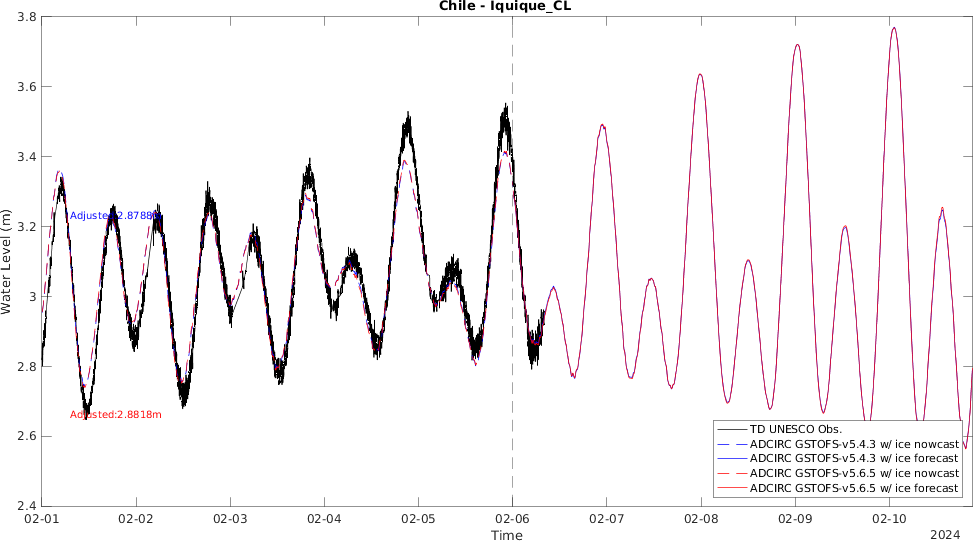 Chile - Iquique_CL
3.8
3.6
3.4
3.2
3
2.8
2.6
2.4
Water Level (m)
Adjusted:2.8788m
Adjusted:2.8818m
TD UNESCO Obs.
ADCIRC GSTOFS-v5.4.3 w/ ice nowcast
ADCIRC GSTOFS-v5.4.3 w/ ice forecast
ADCIRC GSTOFS-v5.6.5 w/ ice nowcast
ADCIRC GSTOFS-v5.6.5 w/ ice forecast
02-01 02-02 02-03 02-04 02-05 02-06 02-07 02-08 02-09 02-10
Time
2024